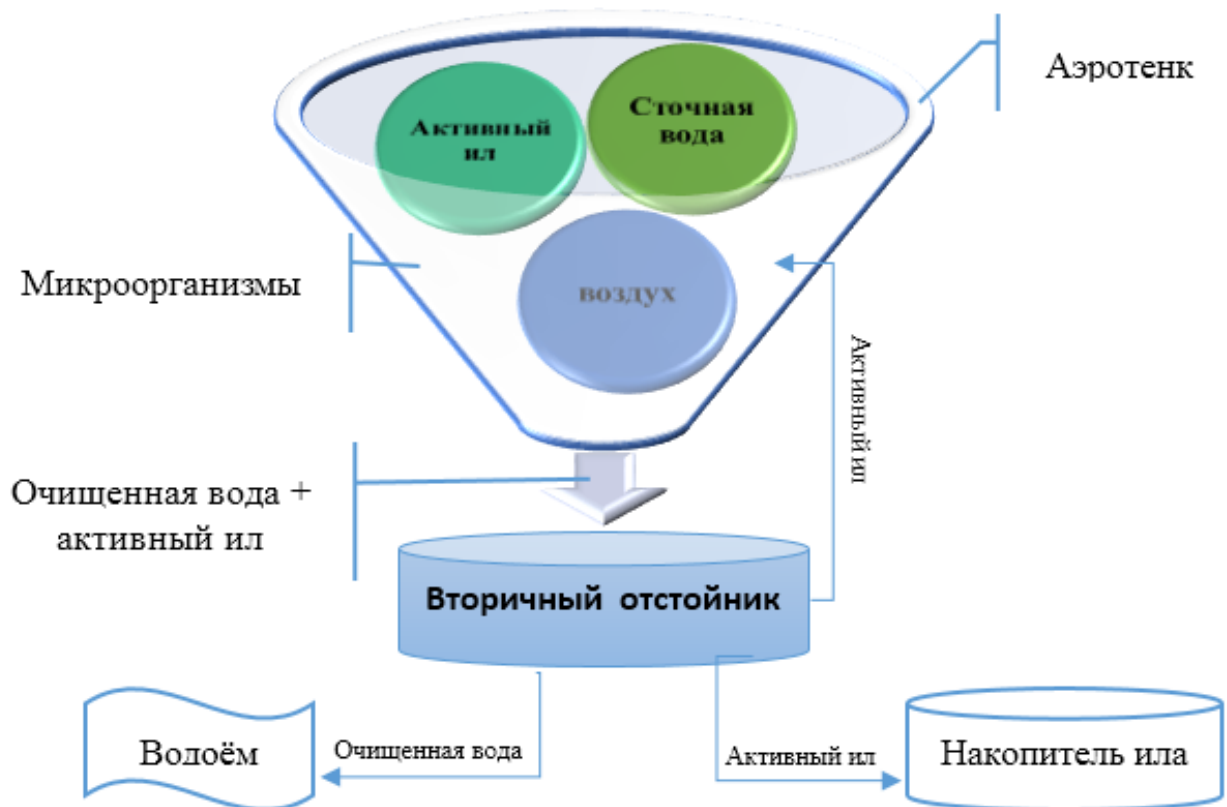 Аэротенк
Активный
ил
Сточная
вода
Микроорганизмы
воздух
Активный ил
Очищенная вода +
активный ил
Вторичный отстойник
Водоём
Очищенная вода
Активный ил
Накопитель ила